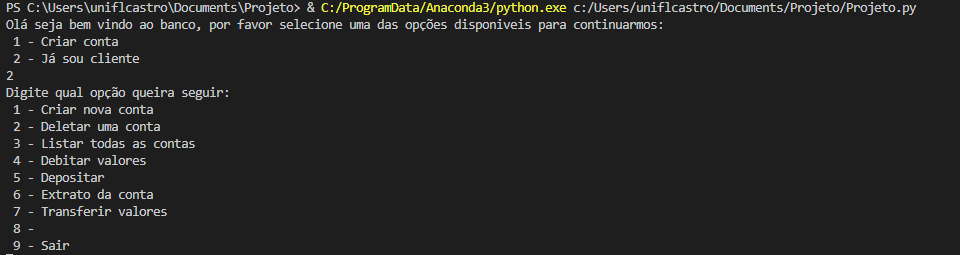 PS C:\Users\uniflcastro\Documents\Projeto> & C:/ProgramData/Anaconda3/python.exe c:/Users/uniflcastro/Documents/Projeto/Projeto.py
Olá seja bem vindo ao banco, por favor selecione uma das opções disponiveis para continuarmos:
1 - Criar conta
2 - Já sou cliente
2
Digite qual opção queira seguir:
1 - Criar nova conta
2 - Deletar uma conta
3 - Listar todas as contas
4 - Debitar valores
5 - Depositar
6 - Extrato da conta
7 - Transferir valores
8 -
9 - Sair